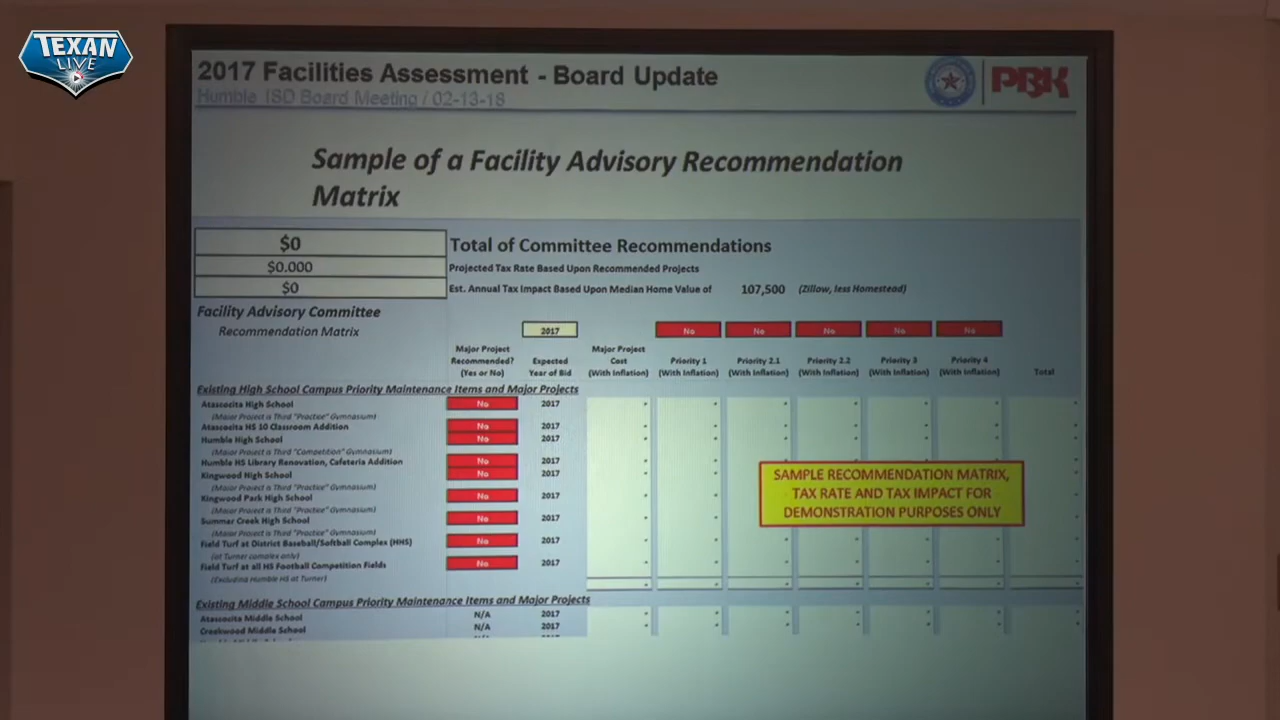 TEXAN
LIVE
2017 Facilities Assessment - Board Update
Humble ISD Board Meeting / 02-13-18
PBK
Sample of a Facility Advisory Recommendation
Matrix
$0 Total of Committee Recommendations
$0.000 Projected Tax Rate Based Upon Recommended Projects
$0 Est. Annual Tax Impact Based Upon Median Home Value of 107,500 (Zillow, less Homestead)
Facility Advisory Committee
Recommendation Matrix 2017 No No No No No
Major Project Major Project
Recommended? Expected Cost Priority 1 Priority 2.1 Priority 2.2 Priority 3 Priority 4
(Yes or No) Year of Bid (With Inflation) (With Inflation) (With Inflation) (With Inflation) (With Inflation) (With Inflation) Total
Existing High School Campus Priority Maintenance Items and Major Projects
Atascocita High School No 2017
(Major Project is Third "Practice" Gymnasium)
Atascocita HS 10 Classroom Addition No 2017
Humble High School No 2017
(Major Project is Third "Competition" Gymnasium)
Humble HS Library Renovation, Cafeteria Addition No 2017
Kingwood High School No 2017
(Major Project is Third "Practice" Gymnasium)
Kingwood Park High School No 2017
(Major Project is Third "Practice" Gymnasium)
Summer Creek High School No 2017
(Major Project is Third "Practice" Gymnasium)
Field Turf at District Baseball/Softball Complex (HHS) No 2017
(at Turner complex only)
Field Turf at all HS Football Competition Fields No 2017
(Excluding Humble HS at Turner)
SAMPLE RECOMMENDATION MATRIX,
TAX RATE AND TAX IMPACT FOR
DEMONSTRATION PURPOSES ONLY
Existing Middle School Campus Priority Maintenance Items and Major Projects
Atascocita Middle School N/A 2017
Creekwood Middle School N/A 2017